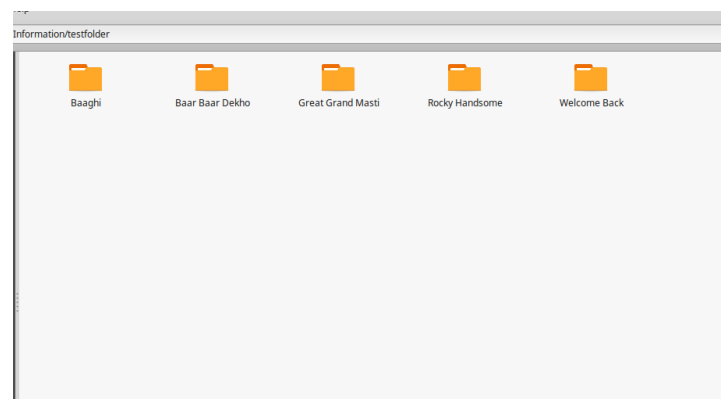 Information/testfolder
Baaghi
Baar Baar Dekho
Great Grand Masti
Rocky Handsome
Welcome Back